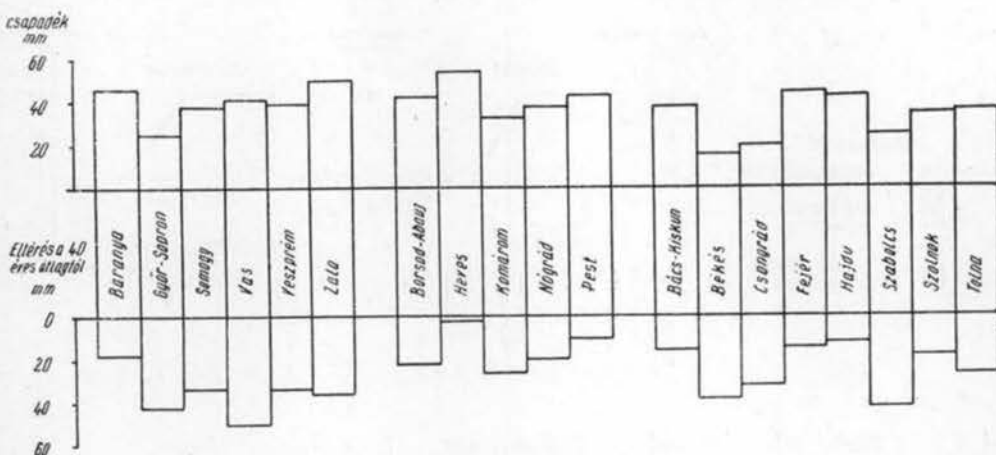 csapadék
mm
60
40
20
Eltérés a 40
éves átlagtól
mm
Baranya
Győr-Sopron
Somogy
Vas
Veszprém
Zala
Borsod-Abauj
Heves
Komárom
Nógrád
Pest
Bács-Kiskun
Békés
Csongrád
Fejér
Hajdu
Szabolcs
Szolnok
Tolna
0
20
40
60